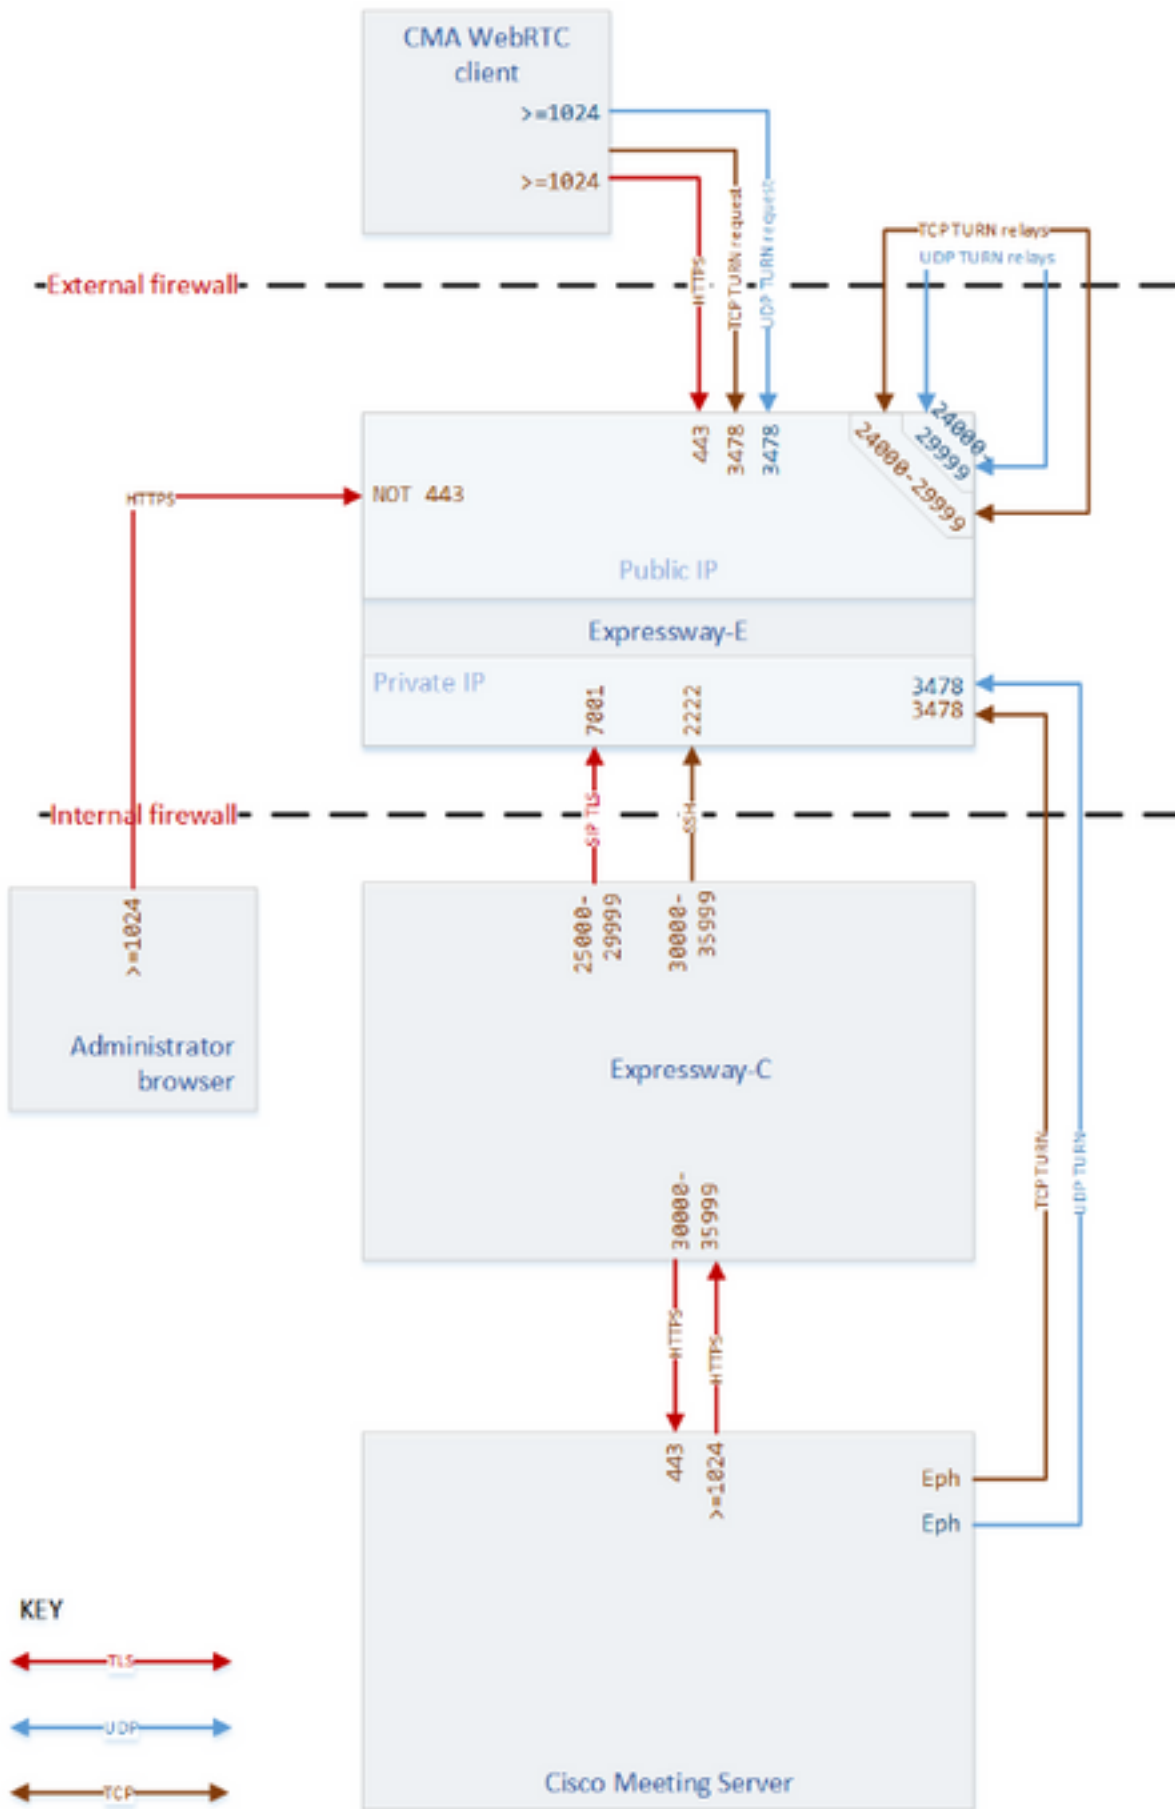 CMA WebRTC
client
>=1024
>=1024
TCP TURN relays
UDP TURN relays
External firewall
HTTPS
TCP TURN request
UDP TURN request
443
3478
3478
24000-
29999
24000-29999
HTTPS
NOT 443
Public IP
Expressway-E
Private IP
7001
2222
3478
3478
Internal firewall
SIP TLS
SSH
>=1024
Administrator
browser
25000-
29999
30000-
35999
Expressway-C
TCP TURN
UDP TURN
30000-
35999
HTTPS
HTTPS
443
>=1024
Eph
Eph
Cisco Meeting Server
KEY
TLS
UDP
TCP